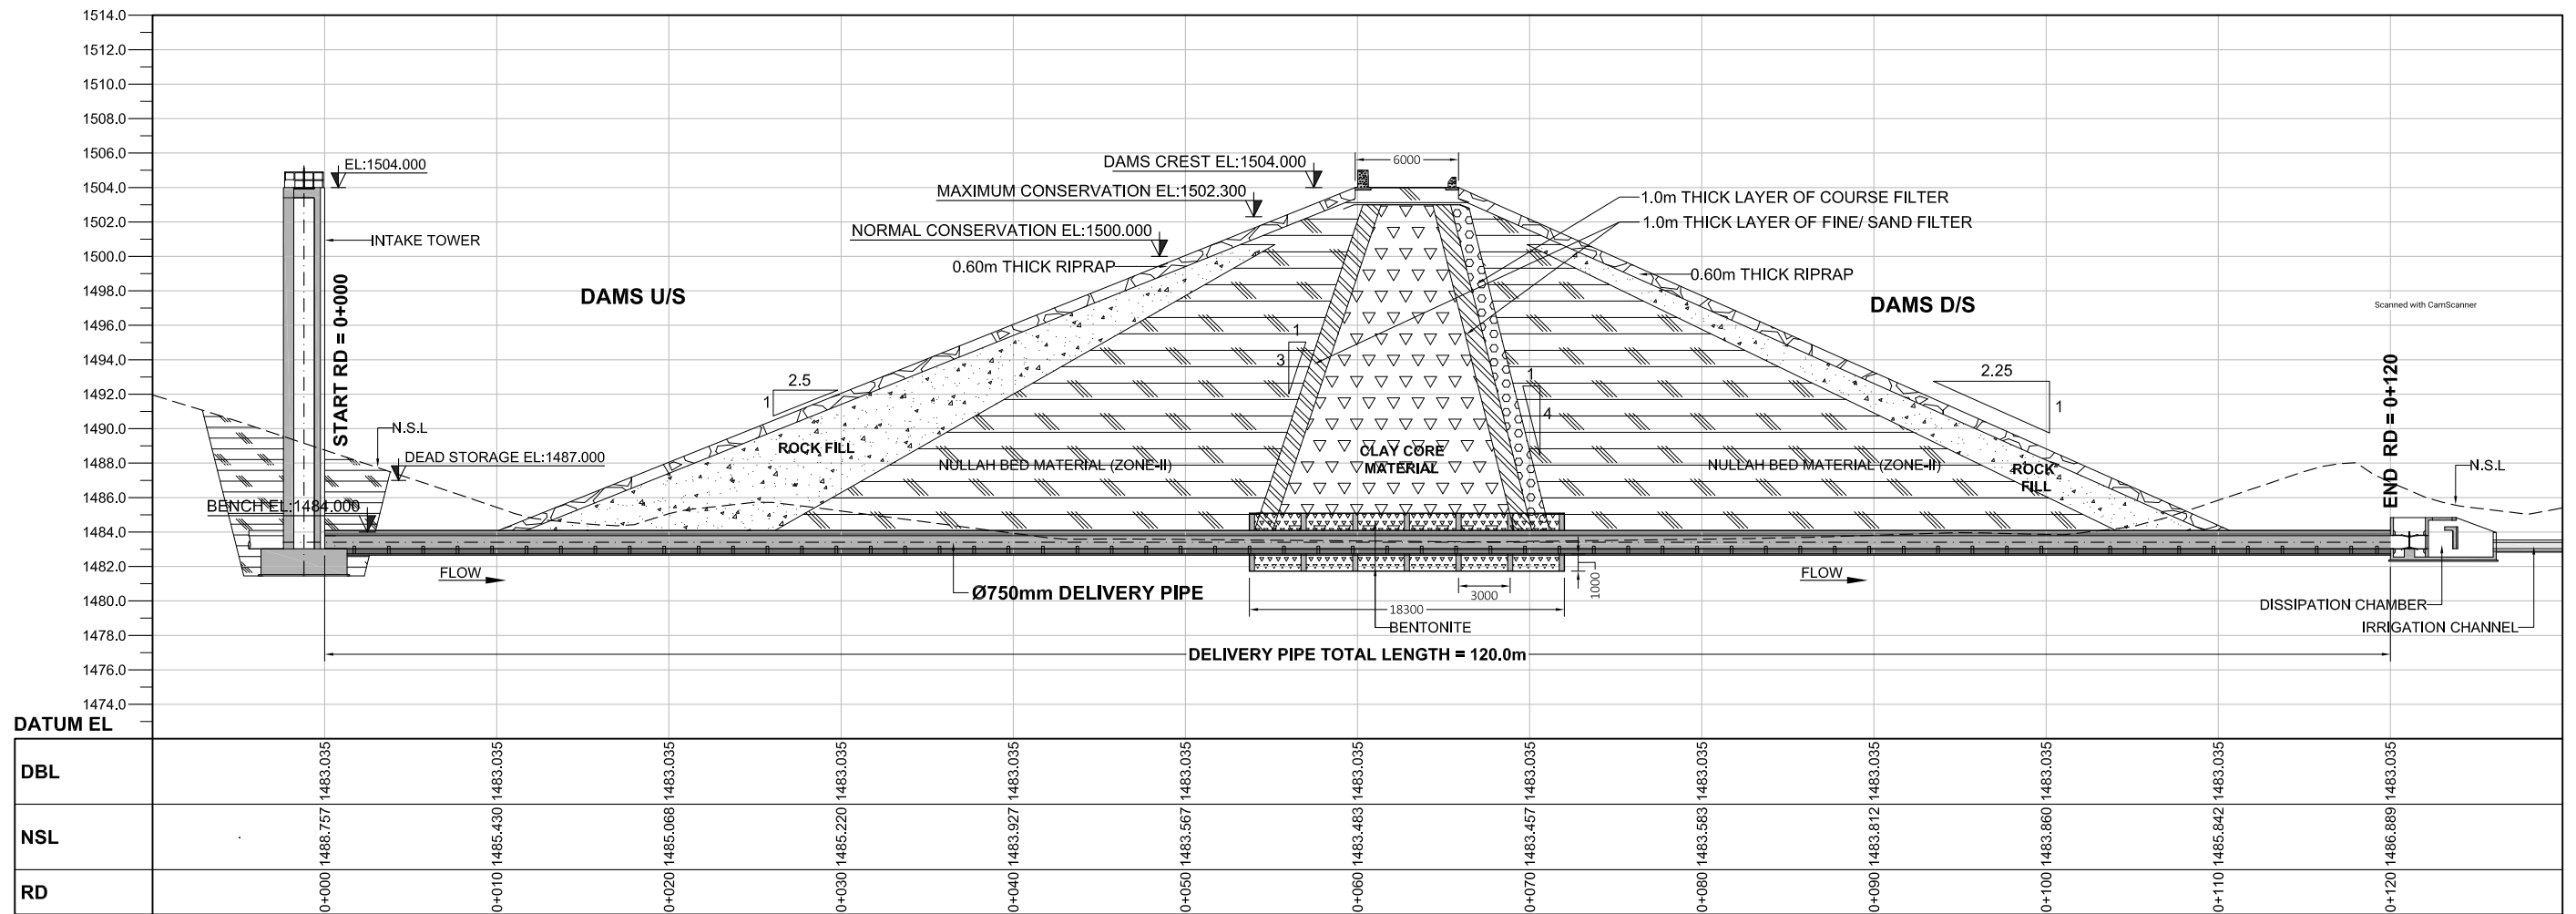 1514.0
1512.0
1510.0
1508.0
1506.0
1504.0
1502.0
1500.0
1498.0
1496.0
1494.0
1492.0
1490.0
1488.0
1486.0
1484.0
1482.0
1480.0
1478.0
1476.0
1474.0
DATUM EL
EL:1504.000
INTAKE TOWER
START RD = 0+000
N.S.L
DEAD STORAGE EL:1487.000
BENCH EL:1484.000
FLOW
DAMS U/S
DAMS CREST EL:1504.000
MAXIMUM CONSERVATION EL:1502.300
NORMAL CONSERVATION EL:1500.000
0.60m THICK RIPRAP
2.5
1
ROCK FILL
NULLAH BED MATERIAL (ZONE-II)
6000
1
3
CLAY CORE
MATERIAL
1
4
1.0m THICK LAYER OF COURSE FILTER
1.0m THICK LAYER OF FINE/ SAND FILTER
0.60m THICK RIPRAP
DAMS D/S
Scanned with CamScanner
2.25
1
NULLAH BED MATERIAL (ZONE-II)
ROCK
FILL
END RD = 0+120
N.S.L
Ø750mm DELIVERY PIPE
3000
1000
18300
BENTONITE
FLOW
DISSIPATION CHAMBER
IRRIGATION CHANNEL
DELIVERY PIPE TOTAL LENGTH = 120.0m
DBL 1483.035 1483.035 1483.035 1483.035 1483.035 1483.035 1483.035 1483.035 1483.035 1483.035 1483.035 1483.035 1483.035
NSL 1488.757 1485.430 1485.068 1485.220 1483.927 1483.567 1483.483 1483.457 1483.583 1483.812 1483.860 1485.842 1486.889
RD 0+000 0+010 0+020 0+030 0+040 0+050 0+060 0+070 0+080 0+090 0+100 0+110 0+120